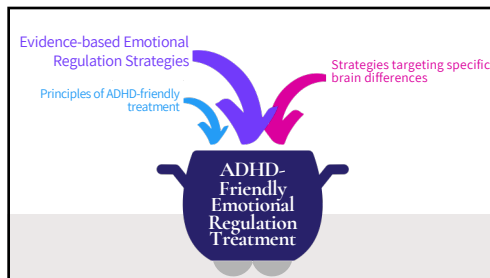 Evidence-based Emotional
Regulation Strategies
Strategies targeting specific
brain differences
Principles of ADHD-friendly
treatment
ADHD-
Friendly
Emotional
Regulation
Treatment